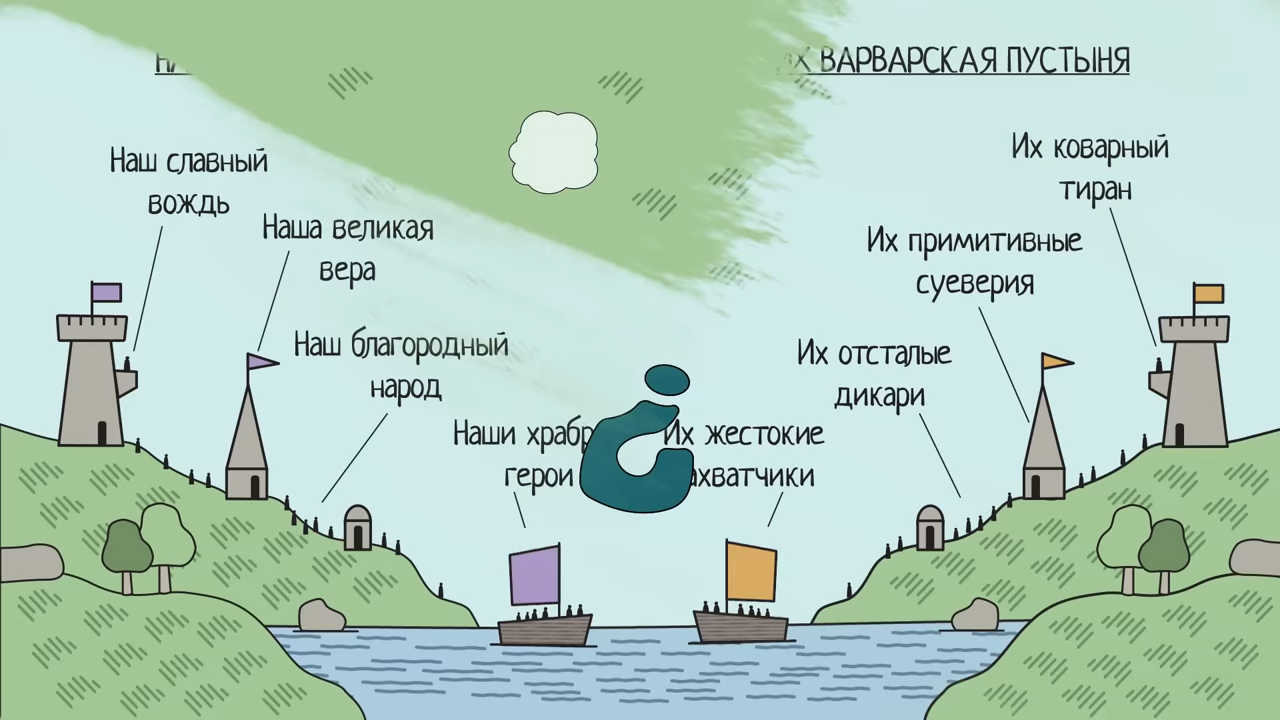 ВАРВАРСКАЯ ПУСТЫНЯ
Наш славный
вождь
Наша великая
вера
Наш благородный
народ
Наши
герои
Их жестокие
Их отсталые
дикари
Их примитивные
суеверия
Их коварный
тиран